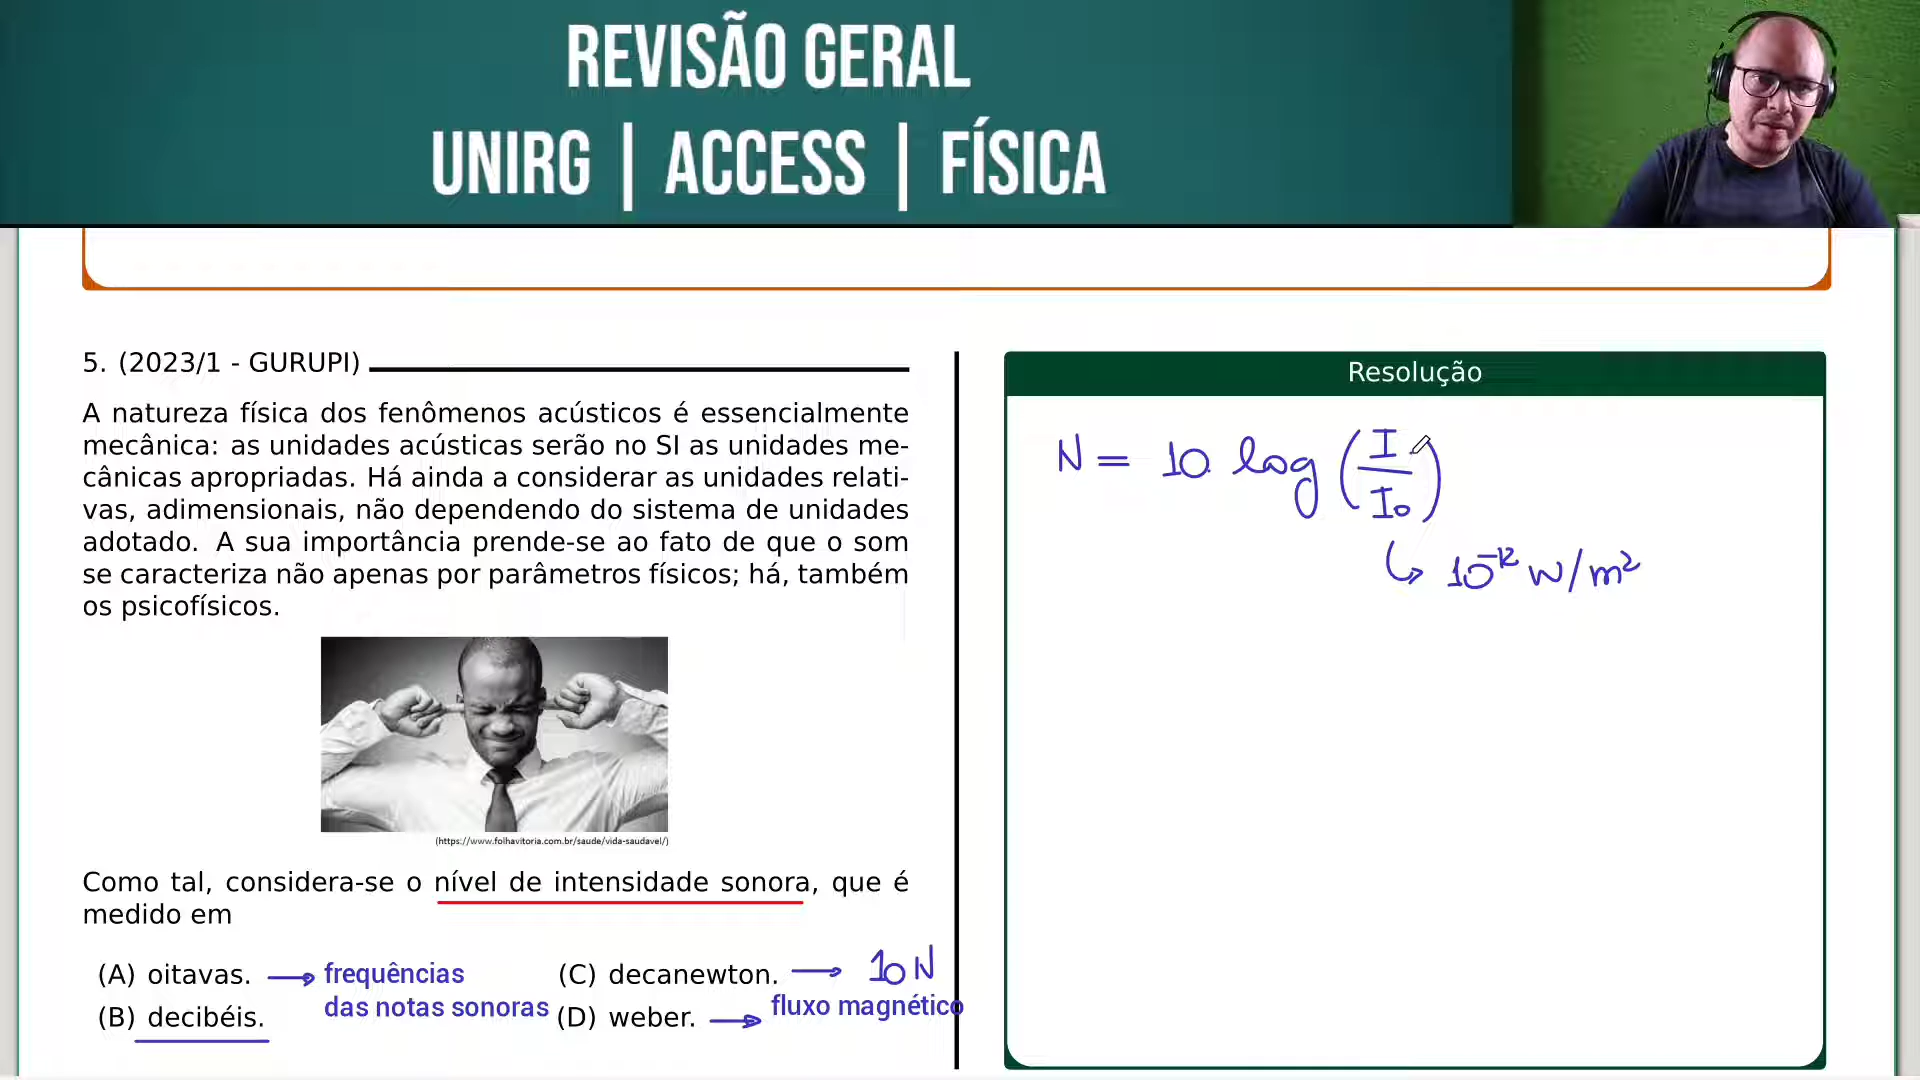 REVISÃO GERAL
UNIRG | ACCESS | FÍSICA
5. (2023/1 - GURUPI)
A natureza física dos fenômenos acústicos é essencialmente
mecânica: as unidades acústicas serão no SI as unidades me-
cânicas apropriadas. Há ainda a considerar as unidades relati-
vas, adimensionais, não dependendo do sistema de unidades
adotado. A sua importância prende-se ao fato de que o som
se caracteriza não apenas por parâmetros físicos; há, também
os psicofísicos.
(https://www.folhavitoria.com.br/saude/vida-saudavel/)
Como tal, considera-se o nível de intensidade sonora, que é
medido em
(A) oitavas. → frequências
das notas sonoras
(B) decibéis.
(C) decanewton. → 10 N
(D) weber. → fluxo magnético
Resolução
N = 10. log (I/I₀)
↳ 10⁻¹² W/m²